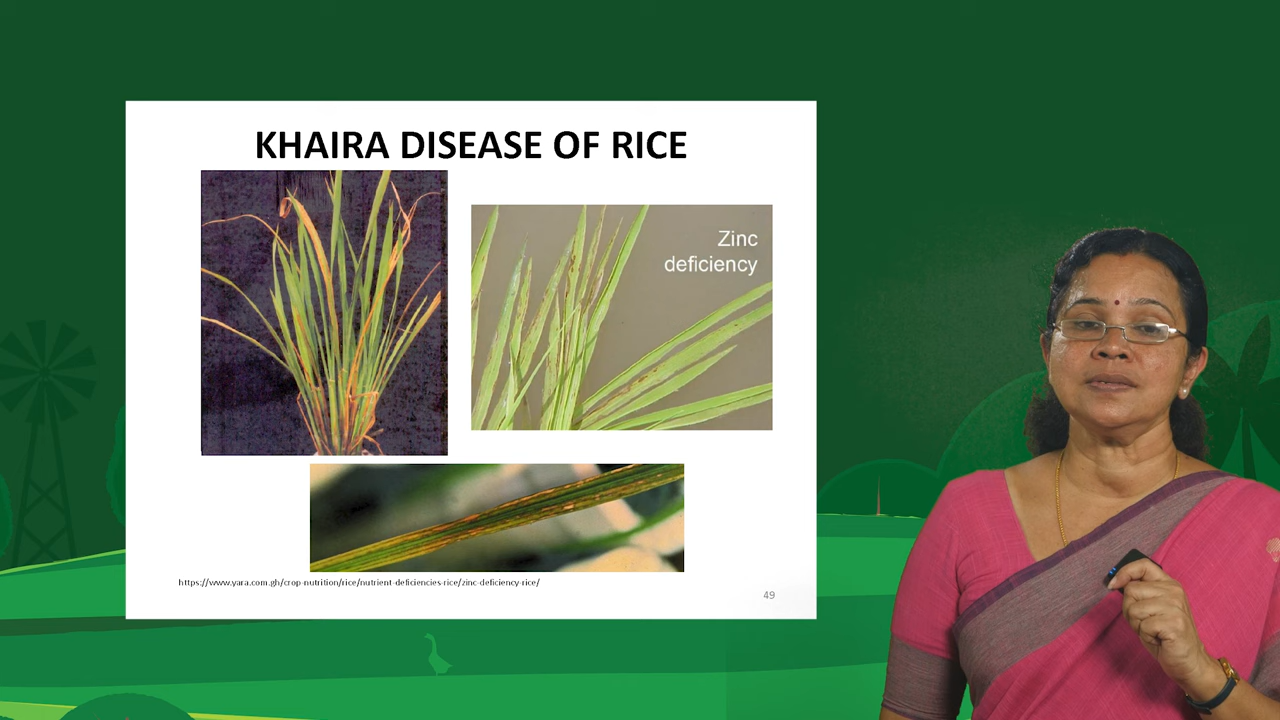 KHAIRA DISEASE OF RICE
Zinc
deficiency
https://www.yara.com.gh/crop-nutrition/rice/nutrient-deficiencies-rice/zinc-deficiency-rice/
49